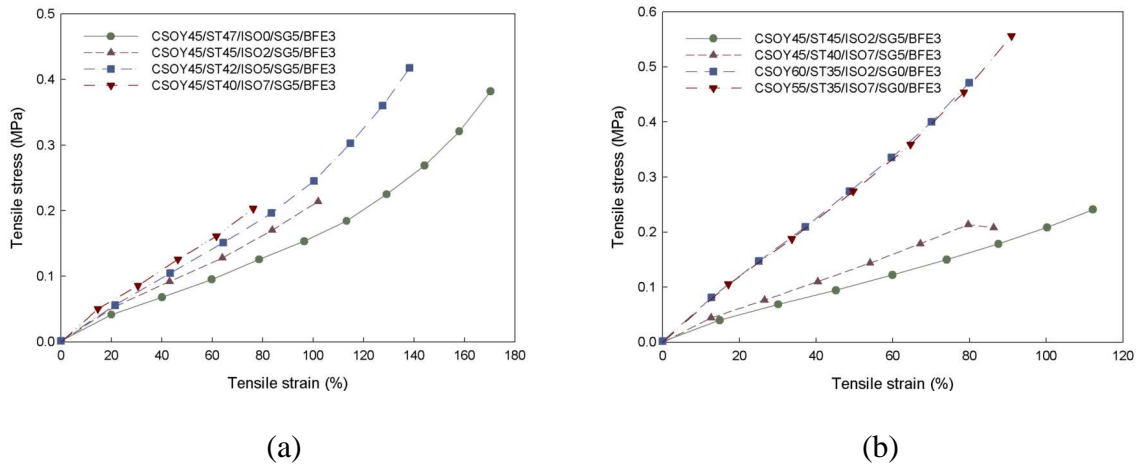 CSOY45/ST47/ISO0/SG5/BFE3
CSOY45/ST45/ISO2/SG5/BFE3
CSOY45/ST42/ISO5/SG5/BFE3
CSOY45/ST40/ISO7/SG5/BFE3
Tensile stress (MPa)
0.5
0.4
0.3
0.2
0.1
0.0
0 20 40 60 80 100 120 140 160 180
Tensile strain (%)
(a)
CSOY45/ST45/ISO2/SG5/BFE3
CSOY45/ST40/ISO7/SG5/BFE3
CSOY60/ST35/ISO2/SG0/BFE3
CSOY55/ST35/ISO7/SG0/BFE3
Tensile stress (MPa)
0.6
0.5
0.4
0.3
0.2
0.1
0.0
0 20 40 60 80 100 120
Tensile strain (%)
(b)